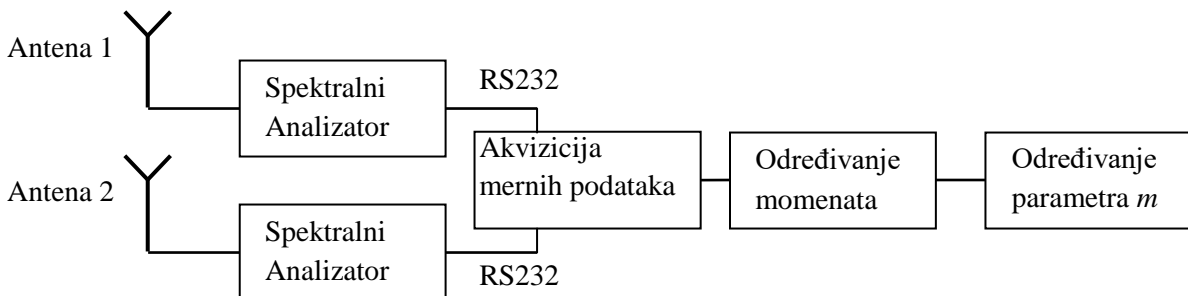 Antena 1
Spektralni
Analizator
RS232
Antena 2
Spektralni
Analizator
RS232
Akvizicija
mernih podataka
Određivanje
momenata
Određivanje
parametra m